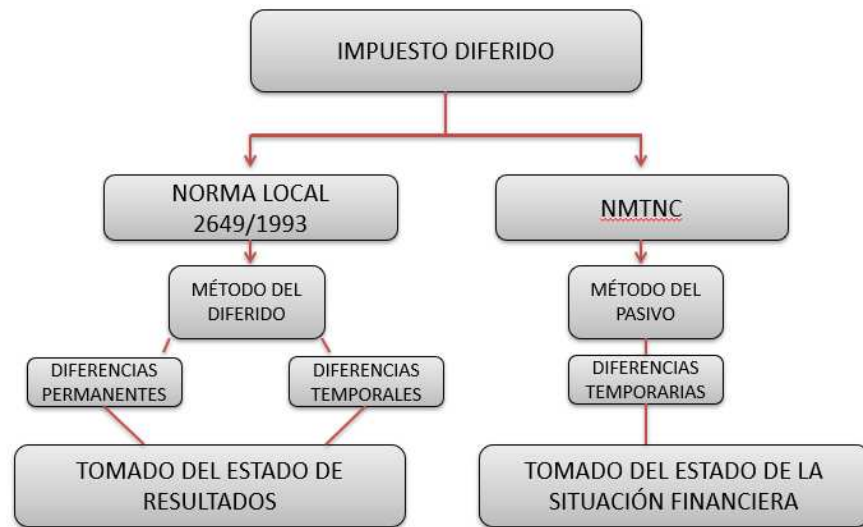 IMPUESTO DIFERIDO
NORMA LOCAL
2649/1993
NMTNC
MÉTODO DEL
DIFERIDO
MÉTODO DEL
PASIVO
DIFERENCIAS
PERMANENTES
DIFERENCIAS
TEMPORALES
DIFERENCIAS
TEMPORARIAS
TOMADO DEL ESTADO DE
RESULTADOS
TOMADO DEL ESTADO DE LA
SITUACIÓN FINANCIERA